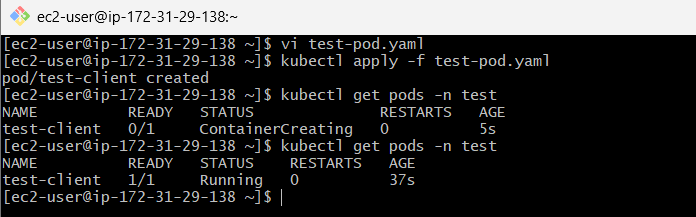 ec2-user@ip-172-31-29-138:~
[ec2-user@ip-172-31-29-138 ~]$ vi test-pod.yaml
[ec2-user@ip-172-31-29-138 ~]$ kubectl apply -f test-pod.yaml
pod/test-client created
[ec2-user@ip-172-31-29-138 ~]$ kubectl get pods -n test
NAME          READY   STATUS              RESTARTS   AGE
test-client   0/1     ContainerCreating   0          5s
[ec2-user@ip-172-31-29-138 ~]$ kubectl get pods -n test
NAME          READY   STATUS    RESTARTS   AGE
test-client   1/1     Running   0          37s
[ec2-user@ip-172-31-29-138 ~]$